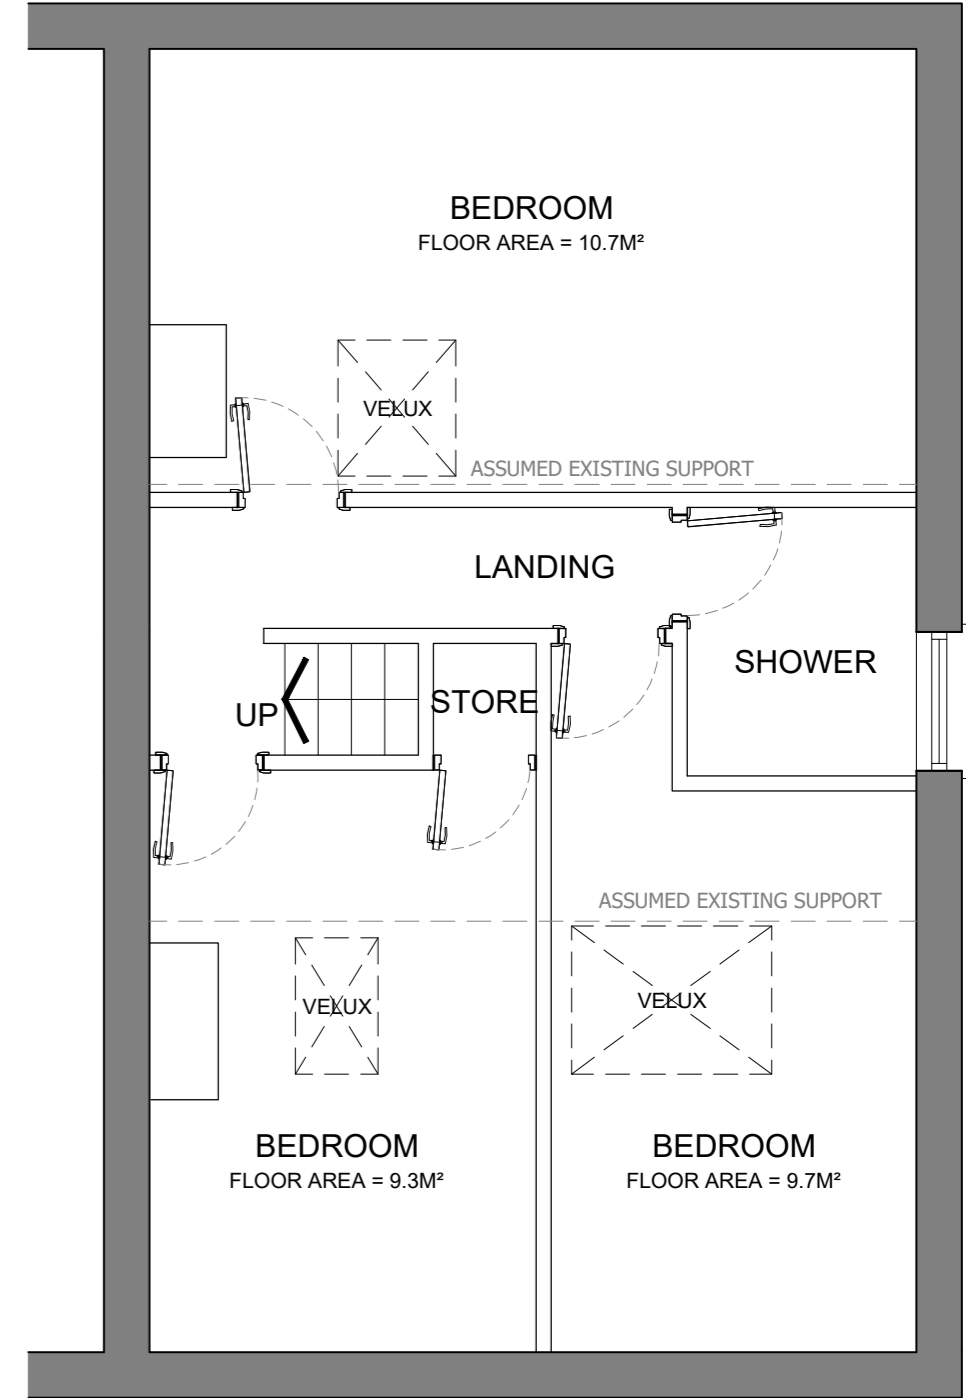 BEDROOM
FLOOR AREA = 10.7M²
VELUX
ASSUMED EXISTING SUPPORT
LANDING
SHOWER
STORE
UP
ASSUMED EXISTING SUPPORT
VELUX
VELUX
BEDROOM
FLOOR AREA = 9.3M²
BEDROOM
FLOOR AREA = 9.7M²